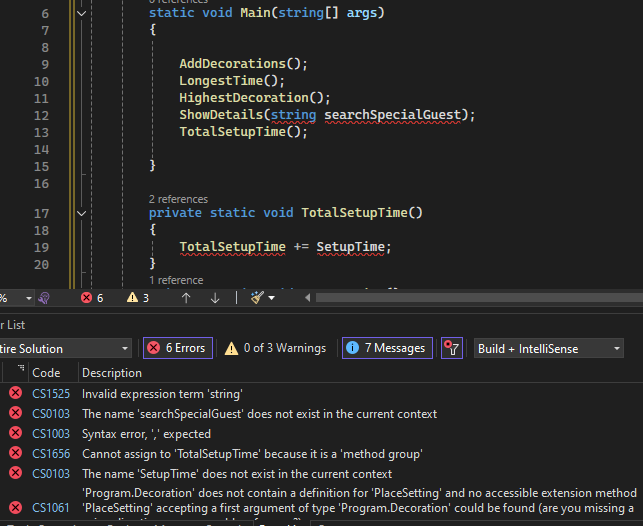 6 static void Main(string[] args)
7 {
8
9 AddDecorations();
10 LongestTime();
11 HighestDecoration();
12 ShowDetails(string searchSpecialGuest);
13 TotalSetupTime();
14
15 }
16
2 references
17 private static void TotalSetupTime()
18 {
19 TotalSetupTime += SetupTime;
20 }
1 reference
% 6 3
r List
tire Solution 6 Errors 0 of 3 Warnings 7 Messages Build + IntelliSense
Code Description
CS1525 Invalid expression term 'string'
CS0103 The name 'searchSpecialGuest' does not exist in the current context
CS1003 Syntax error, ',' expected
CS1656 Cannot assign to 'TotalSetupTime' because it is a 'method group'
CS0103 The name 'SetupTime' does not exist in the current context
'Program.Decoration' does not contain a definition for 'PlaceSetting' and no accessible extension method
CS1061 'PlaceSetting' accepting a first argument of type 'Program.Decoration' could be found (are you missing a